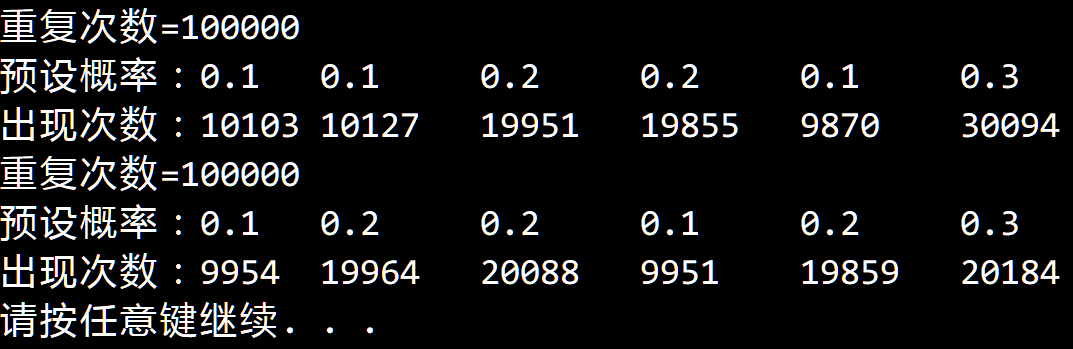 重复次数=100000
预设概率：0.1 0.1 0.2 0.2 0.1 0.3
出现次数：10103 10127 19951 19855 9870 30094
重复次数=100000
预设概率：0.1 0.2 0.2 0.1 0.2 0.3
出现次数：9954 19964 20088 9951 19859 20184
请按任意键继续. . .